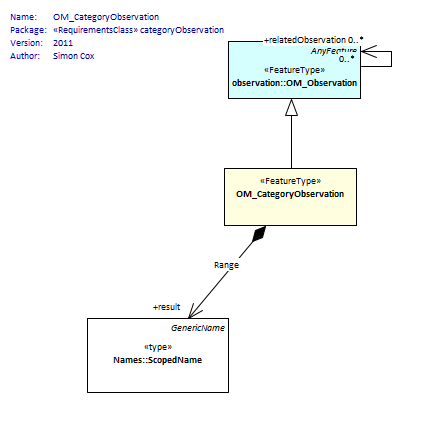 Name: OM_CategoryObservation
Package: «RequirementsClass» categoryObservation
Version: 2011
Author: Simon Cox
+relatedObservation 0..*
AnyFeature
0..*
«FeatureType»
observation::OM_Observation
«FeatureType»
OM_CategoryObservation
Range
+result
GenericName
«type»
Names::ScopedName